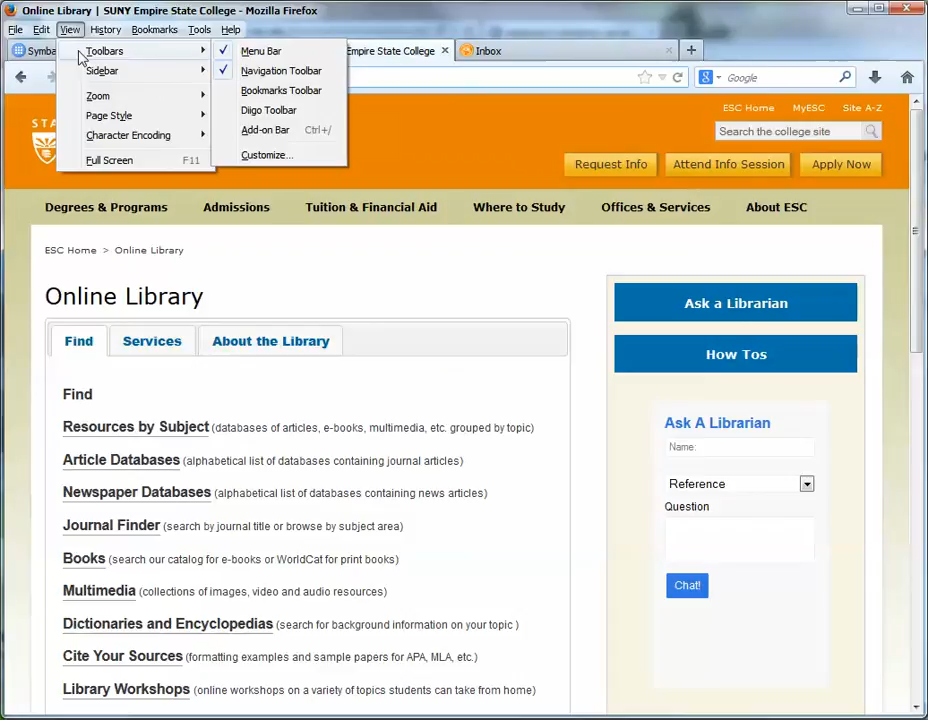 Online Library | SUNY Empire State College - Mozilla Firefox
File Edit View History Bookmarks Tools Help
Symba
Empire State College
Inbox
Google
Toolbars
Sidebar
Zoom
Page Style
Character Encoding
Full Screen F11
Menu Bar
Navigation Toolbar
Bookmarks Toolbar
Diigo Toolbar
Add-on Bar Ctrl+/
Customize...
STA
ESC Home MyESC Site A-Z
Search the college site
Request Info Attend Info Session Apply Now
Degrees & Programs Admissions Tuition & Financial Aid Where to Study Offices & Services About ESC
ESC Home > Online Library
Online Library
Find Services About the Library
Find
Resources by Subject (databases of articles, e-books, multimedia, etc. grouped by topic)
Article Databases (alphabetical list of databases containing journal articles)
Newspaper Databases (alphabetical list of databases containing news articles)
Journal Finder (search by journal title or browse by subject area)
Books (search our catalog for e-books or WorldCat for print books)
Multimedia (collections of images, video and audio resources)
Dictionaries and Encyclopedias (search for background information on your topic )
Cite Your Sources (formatting examples and sample papers for APA, MLA, etc.)
Library Workshops (online workshops on a variety of topics students can take from home)
Ask a Librarian
How Tos
Ask A Librarian
Name:
Reference
Question
Chat!